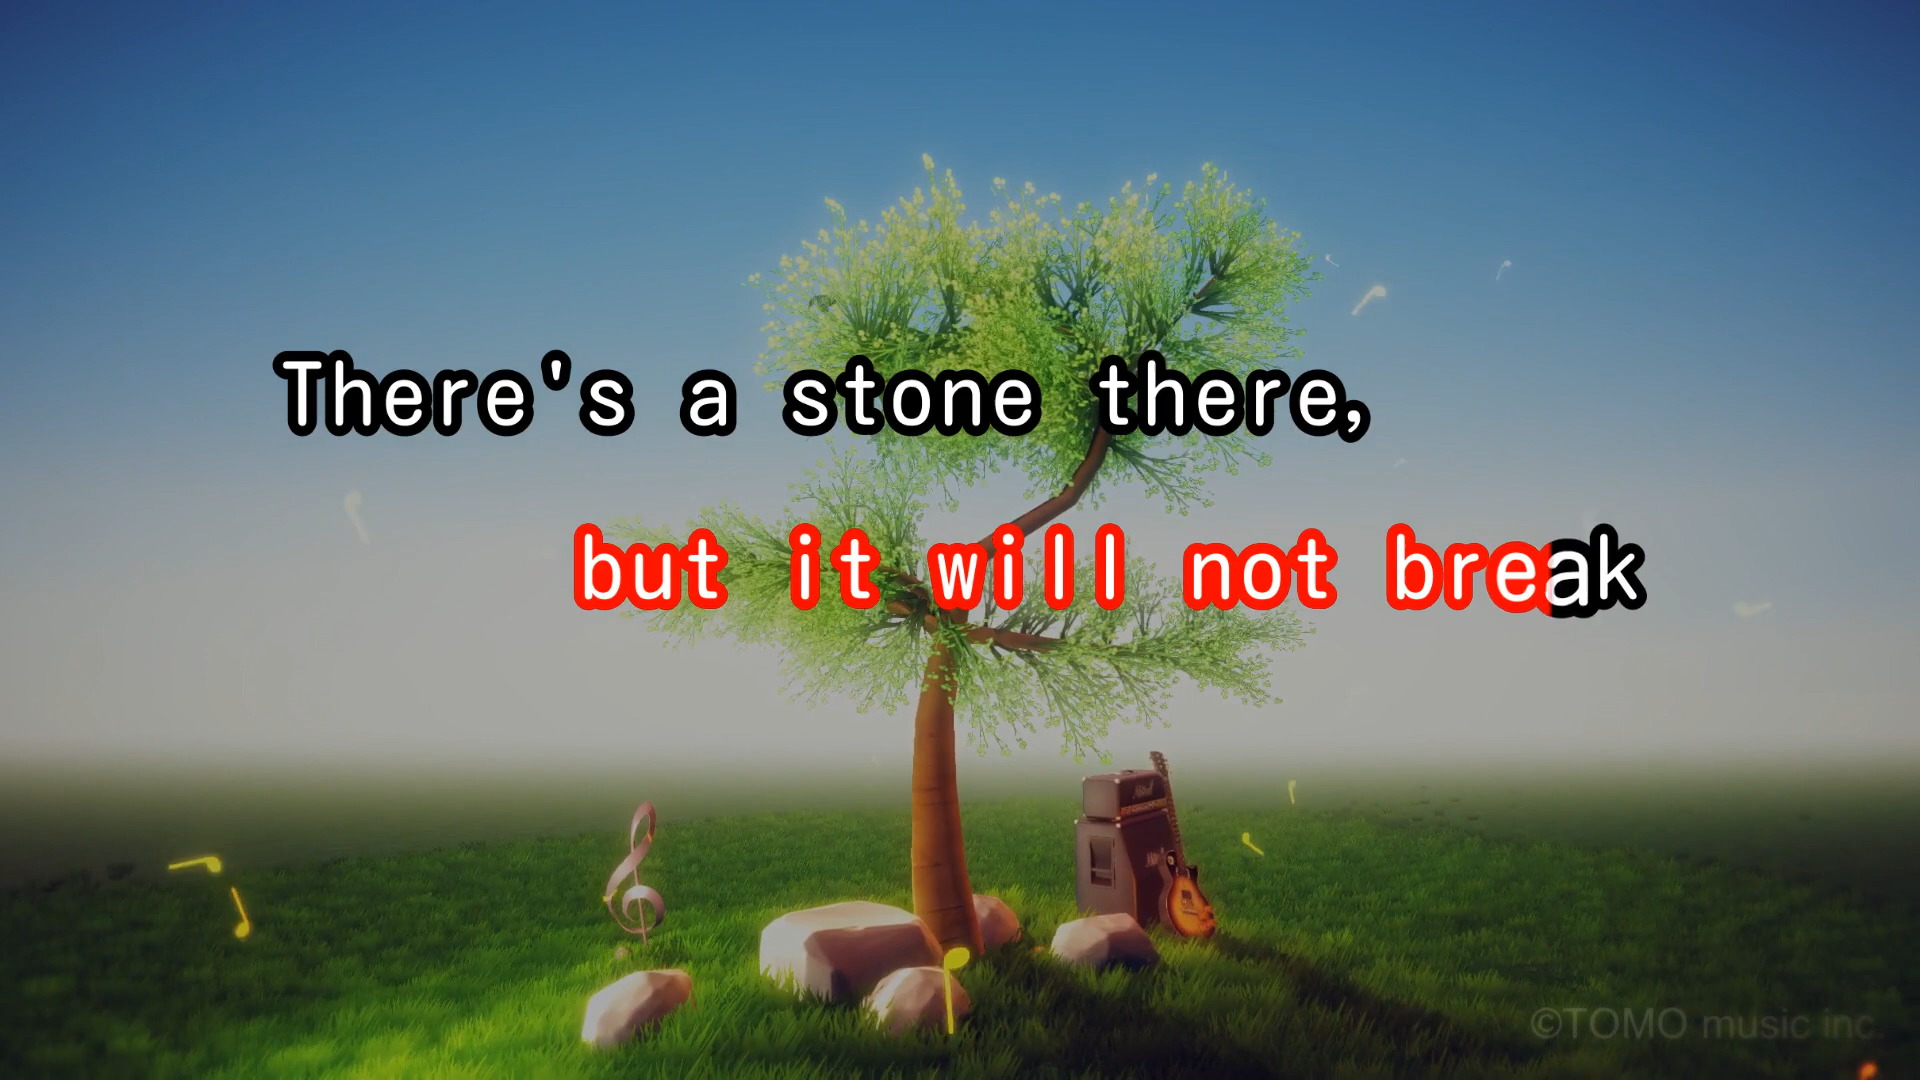 There's a stone there,
but it will not break
©TOMO music inc.